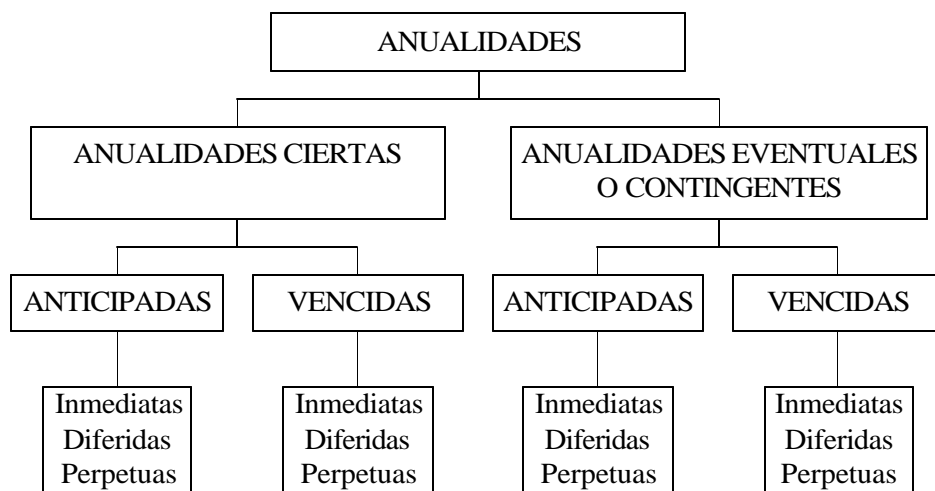 ANUALIDADES
ANUALIDADES CIERTAS
ANUALIDADES EVENTUALES
O CONTINGENTES
ANTICIPADAS
VENCIDAS
ANTICIPADAS
VENCIDAS
Inmediatas
Diferidas
Perpetuas
Inmediatas
Diferidas
Perpetuas
Inmediatas
Diferidas
Perpetuas
Inmediatas
Diferidas
Perpetuas